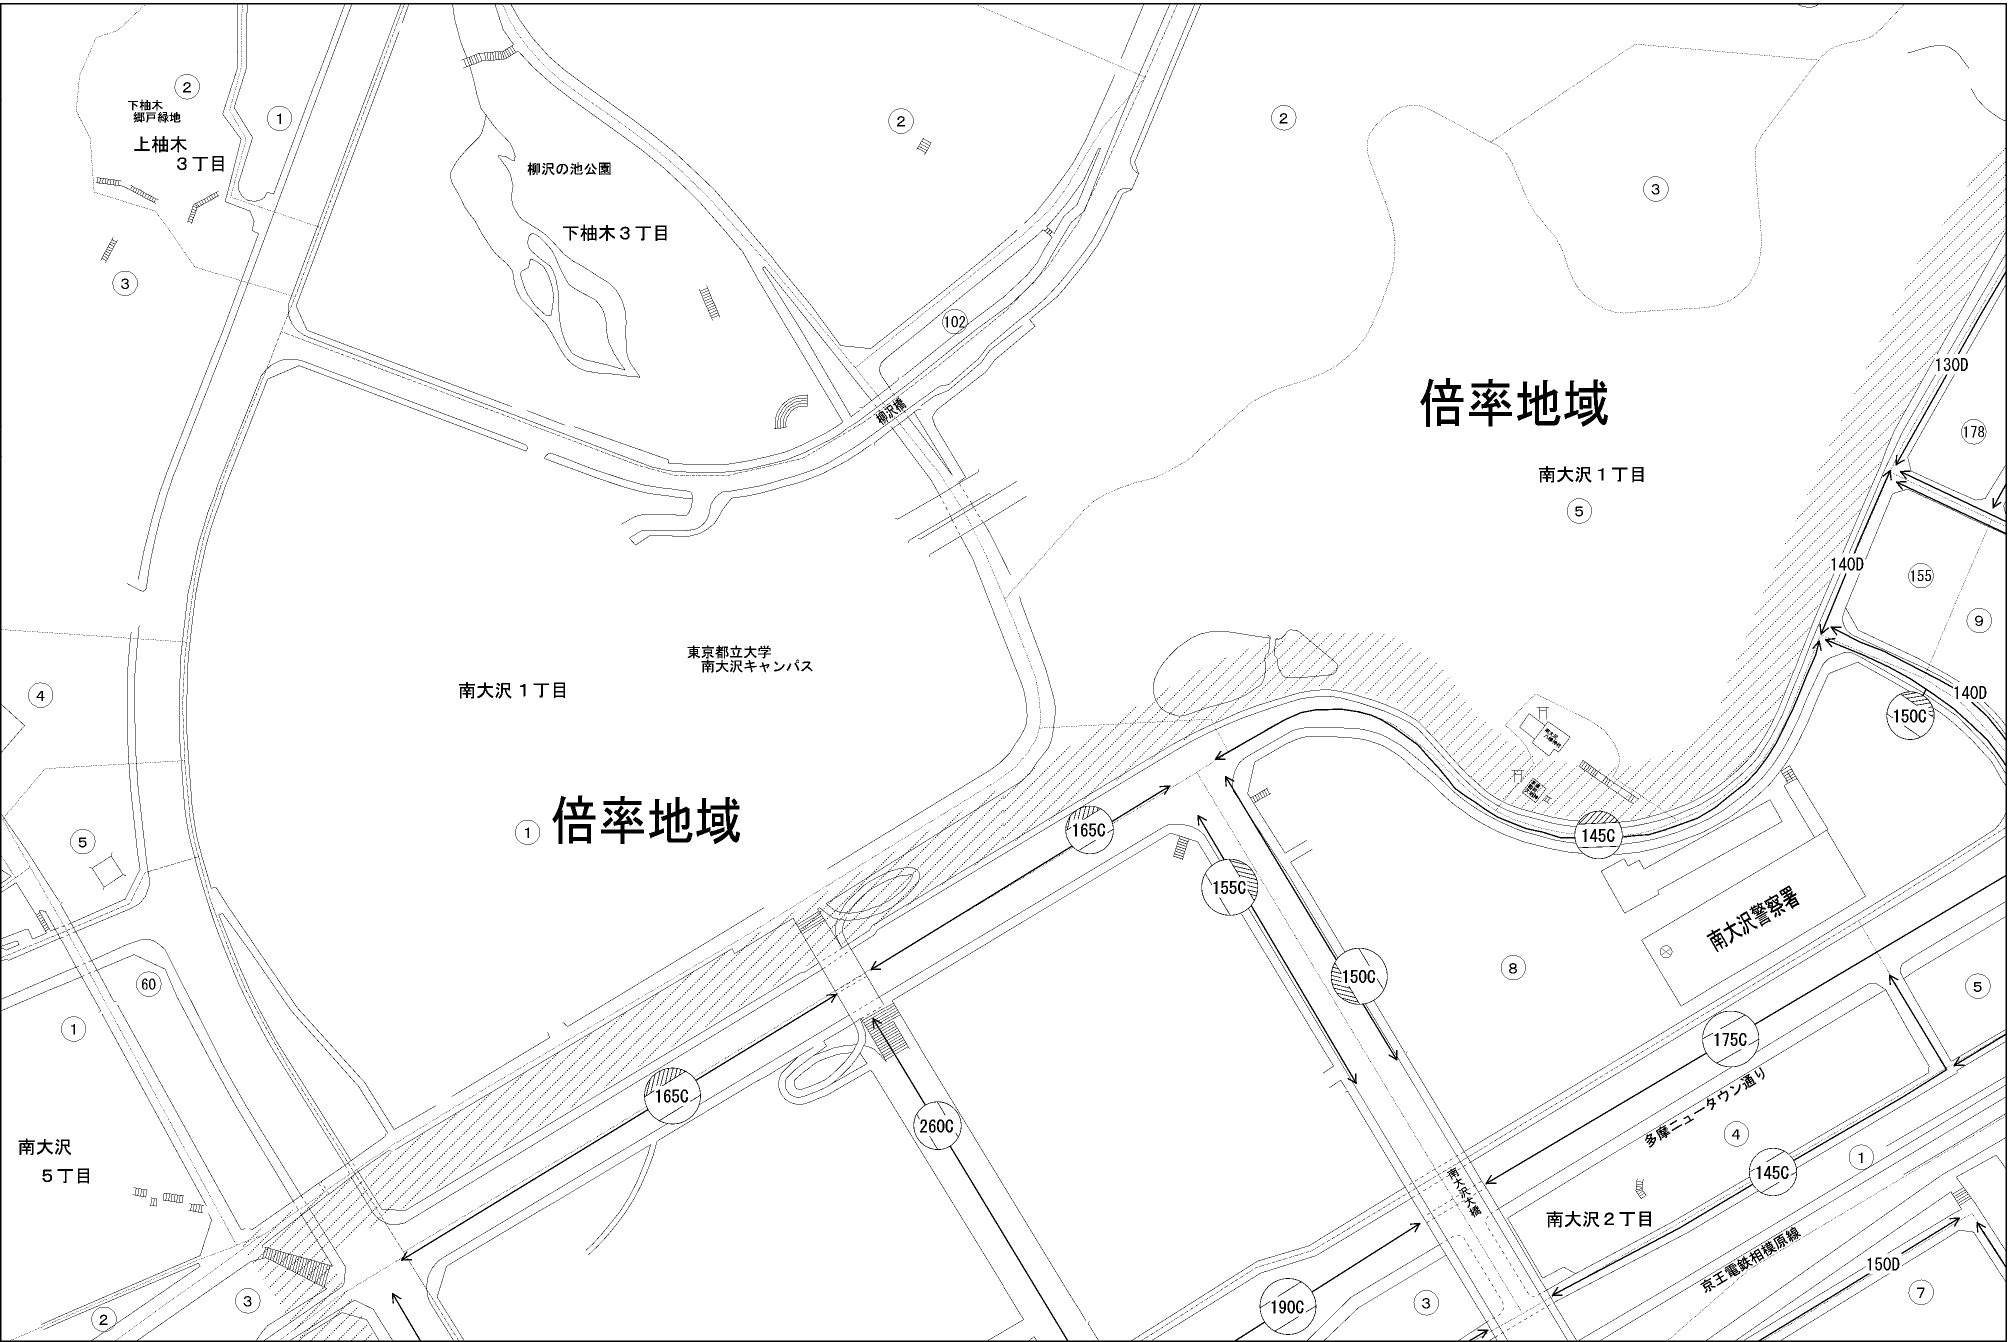 2
1
下柚木
郷戸緑地
上柚木
3丁目
3
柳沢の池公園
下柚木3丁目
2
2
3
102
柳沢橋
130D
倍率地域
178
南大沢1丁目
5
140D
155
9
東京都立大学
南大沢キャンパス
南大沢1丁目
4
140D
150C
1
倍率地域
165C
145C
5
155C
南大沢警察署
150C
8
60
5
1
175C
165C
260C
多摩ニュータウン通り
4
南大沢
5丁目
1
145C
南大沢大橋
南大沢2丁目
京王電鉄相模原線
150D
7
3
2
190C
3